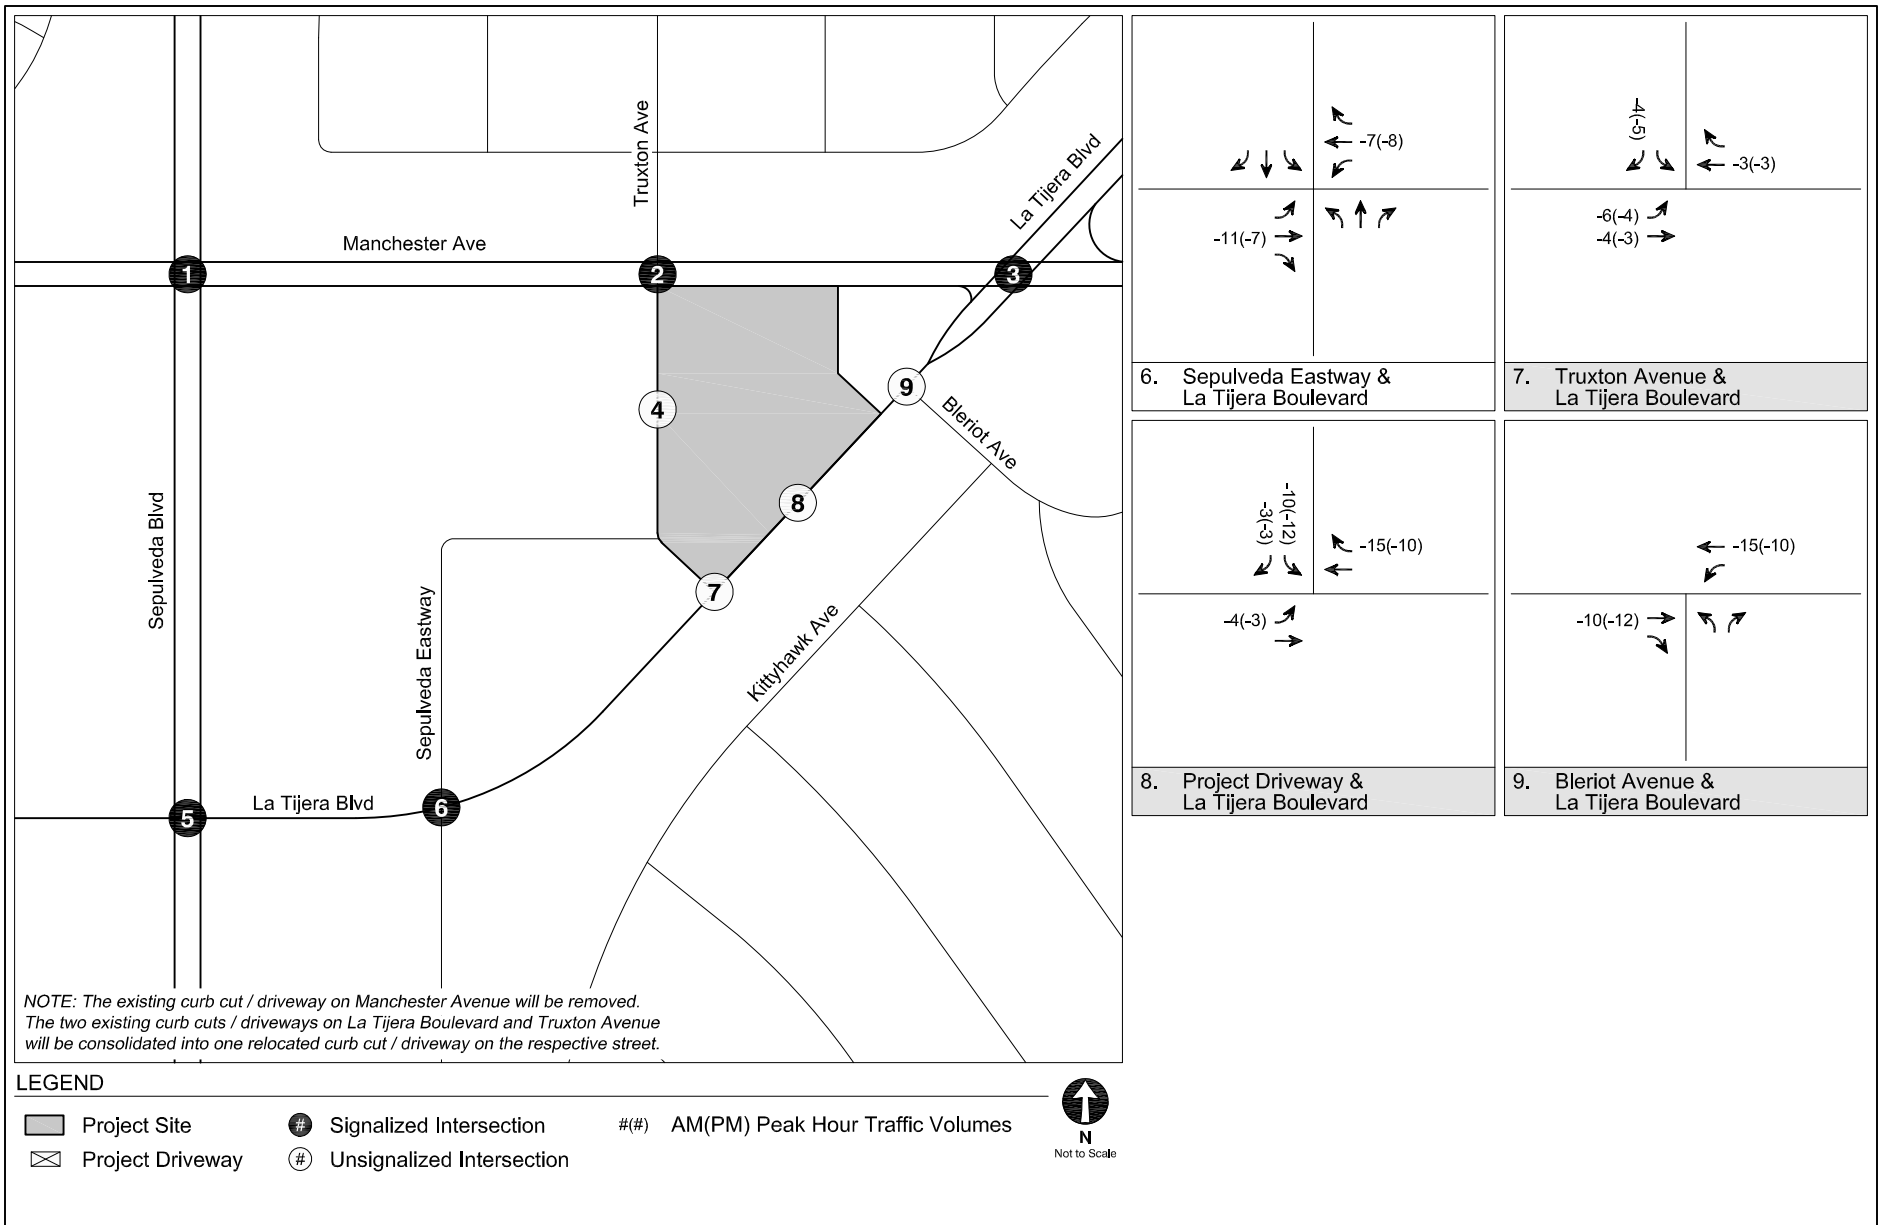 Truxton Ave
La Tijera Blvd
Manchester Ave
1
2
3
4
9
Bleriot Ave
8
Sepulveda Blvd
7
Sepulveda Eastway
Kittyhawk Ave
La Tijera Blvd
5
6
NOTE: The existing curb cut / driveway on Manchester Avenue will be removed.
The two existing curb cuts / driveways on La Tijera Boulevard and Truxton Avenue
will be consolidated into one relocated curb cut / driveway on the respective street.
-7(-8)
-11(-7)
6. Sepulveda Eastway &
La Tijera Boulevard
-4(-5)
-3(-3)
-6(-4)
-4(-3)
7. Truxton Avenue &
La Tijera Boulevard
-3(-3)
-10(-12)
-15(-10)
-4(-3)
8. Project Driveway &
La Tijera Boulevard
-15(-10)
-10(-12)
9. Bleriot Avenue &
La Tijera Boulevard
LEGEND
Project Site
# Signalized Intersection
#(#) AM(PM) Peak Hour Traffic Volumes
Project Driveway
# Unsignalized Intersection
N
Not to Scale